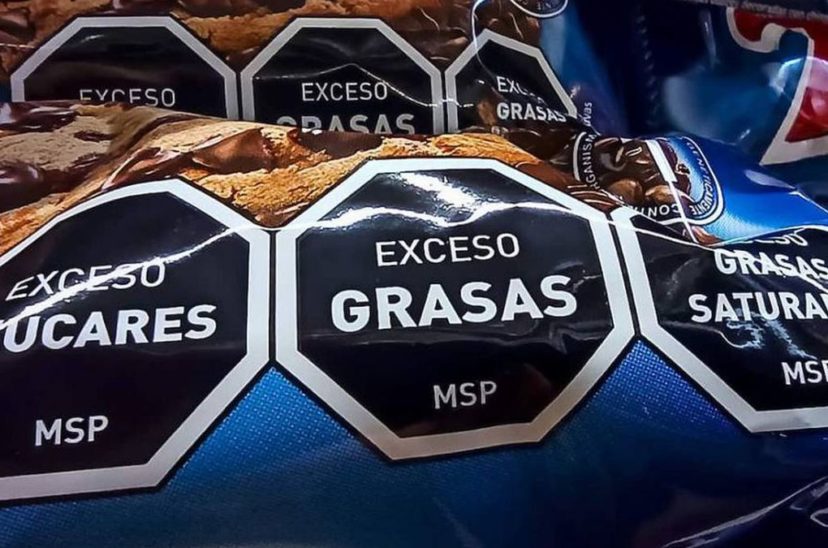 EXCESO
EXCESO
GRASAS
GRASAS
EXCESO
UCARES
MSP
EXCESO
GRASAS
MSP
GRASAS
SATURA
MSP